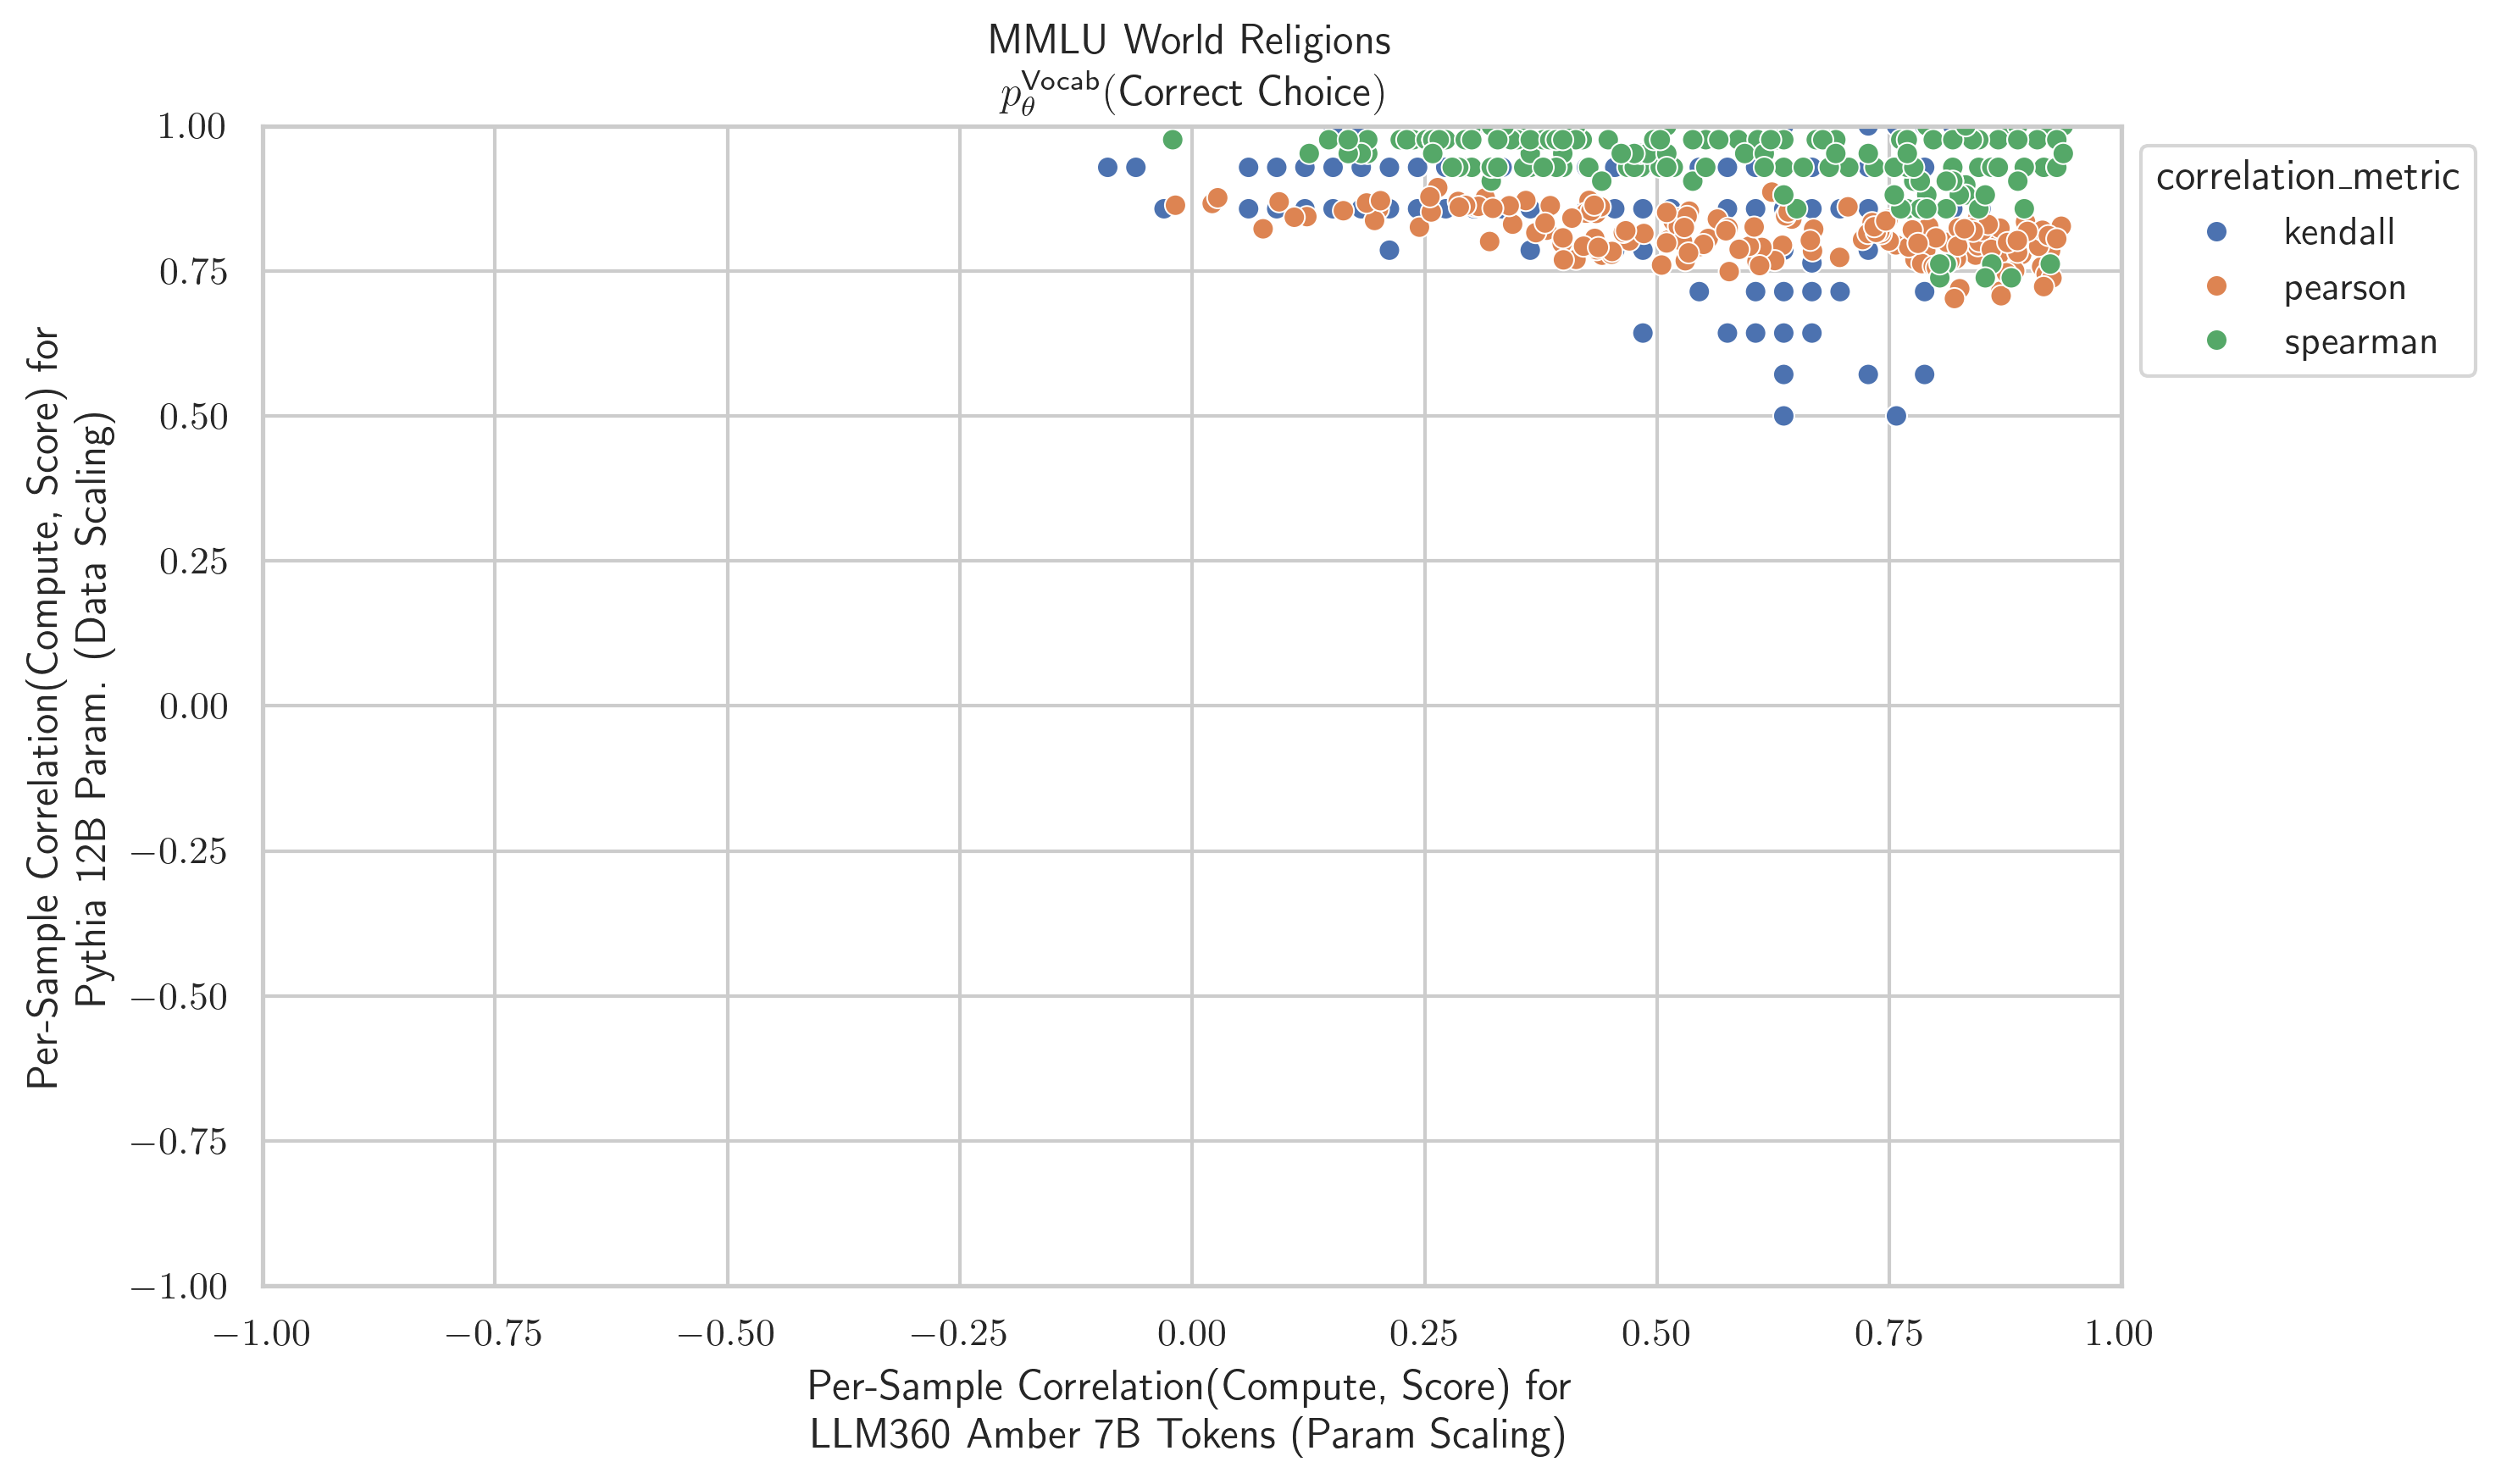 MMLU World Religions
p_θ^Vocab(Correct Choice)
1.00
0.75
0.50
0.25
0.00
−0.25
−0.50
−0.75
−1.00
Per-Sample Correlation(Compute, Score) for
Pythia 12B Param. (Data Scaling)
−1.00 −0.75 −0.50 −0.25 0.00 0.25 0.50 0.75 1.00
Per-Sample Correlation(Compute, Score) for
LLM360 Amber 7B Tokens (Param Scaling)
correlation_metric
kendall
pearson
spearman